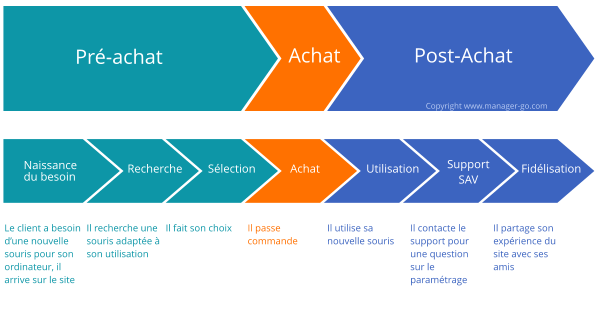 Pré-achat
Achat
Post-Achat
Copyright www.manager-go.com
Naissance
du besoin
Recherche
Sélection
Achat
Utilisation
Support
SAV
Fidélisation
Le client a besoin
d'une nouvelle
souris pour son
ordinateur, il
arrive sur le site
Il recherche une
souris adaptée à
son utilisation
Il fait son choix
Il passe
commande
Il utilise sa
nouvelle souris
Il contacte le
support pour
une question
sur le
paramétrage
Il partage son
expérience du
site avec ses
amis